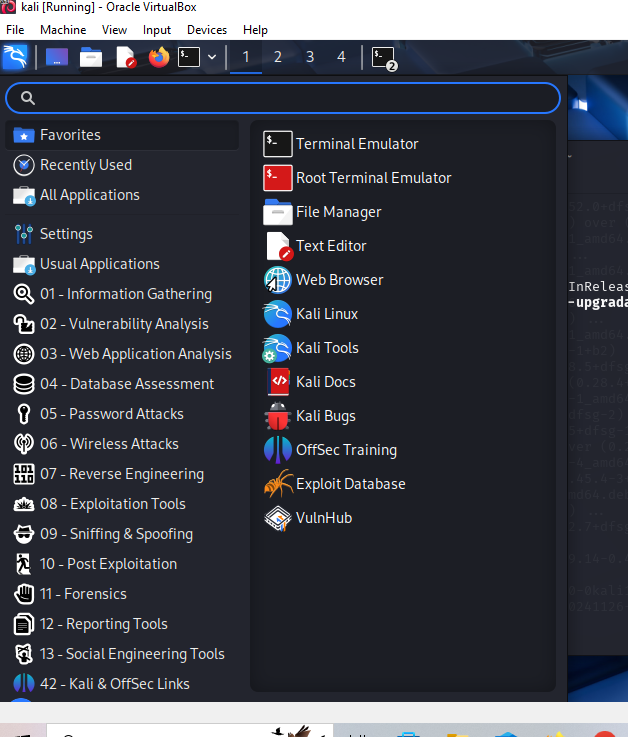 kali [Running] - Oracle VirtualBox
File Machine View Input Devices Help
1 2 3 4 2
Favorites
Recently Used
All Applications
Settings
Usual Applications
01 - Information Gathering
02 - Vulnerability Analysis
03 - Web Application Analysis
04 - Database Assessment
05 - Password Attacks
06 - Wireless Attacks
07 - Reverse Engineering
08 - Exploitation Tools
09 - Sniffing & Spoofing
10 - Post Exploitation
11 - Forensics
12 - Reporting Tools
13 - Social Engineering Tools
42 - Kali & OffSec Links
Terminal Emulator
Root Terminal Emulator
File Manager
Text Editor
Web Browser
Kali Linux
Kali Tools
Kali Docs
Kali Bugs
OffSec Training
Exploit Database
VulnHub
InReleas
-upgrada